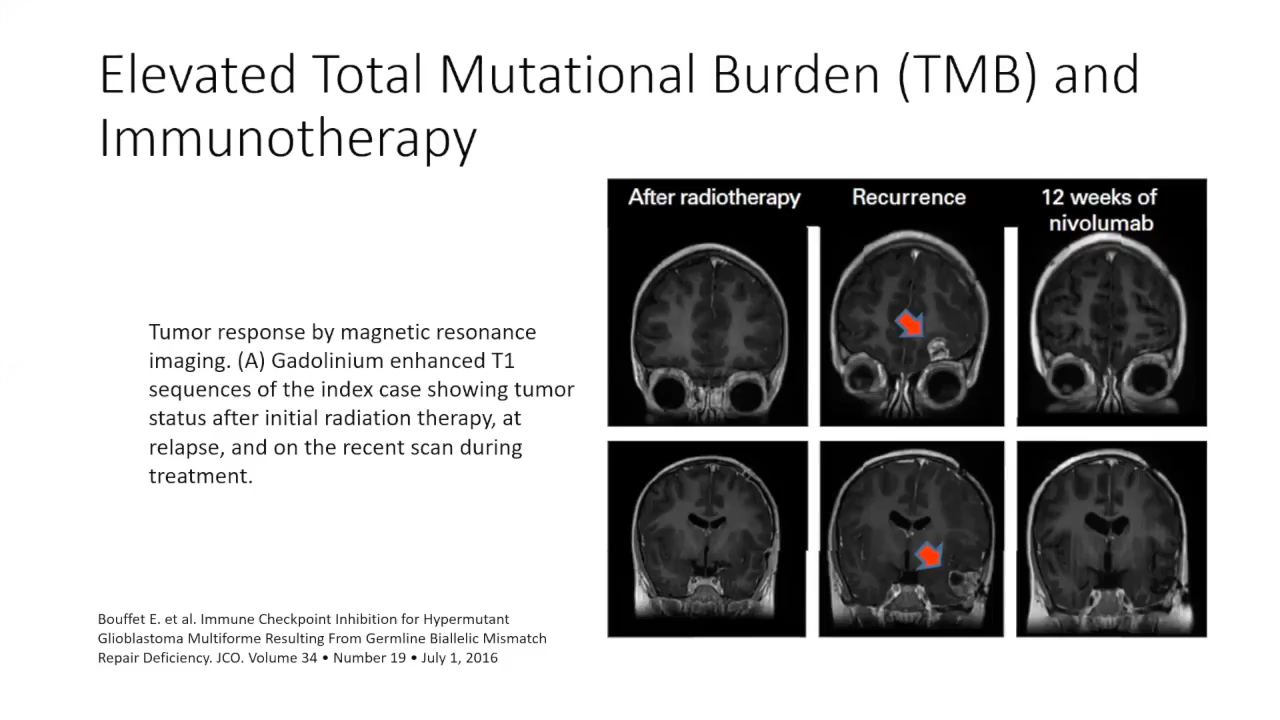 Elevated Total Mutational Burden (TMB) and
Immunotherapy
After radiotherapy
Recurrence
12 weeks of
nivolumab
Tumor response by magnetic resonance
imaging. (A) Gadolinium enhanced T1
sequences of the index case showing tumor
status after initial radiation therapy, at
relapse, and on the recent scan during
treatment.
Bouffet E. et al. Immune Checkpoint Inhibition for Hypermutant
Glioblastoma Multiforme Resulting From Germline Biallelic Mismatch
Repair Deficiency. JCO. Volume 34 • Number 19 • July 1, 2016